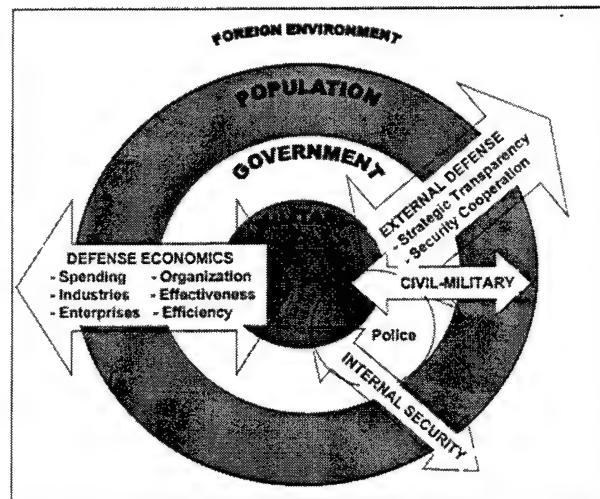 FOREIGN ENVIRONMENT
POPULATION
GOVERNMENT
EXTERNAL DEFENSE
- Strategic Transparency
- Security Cooperation
DEFENSE ECONOMICS
- Spending - Organization
- Industries - Effectiveness
- Enterprises - Efficiency
CIVIL-MILITARY
Police
INTERNAL SECURITY